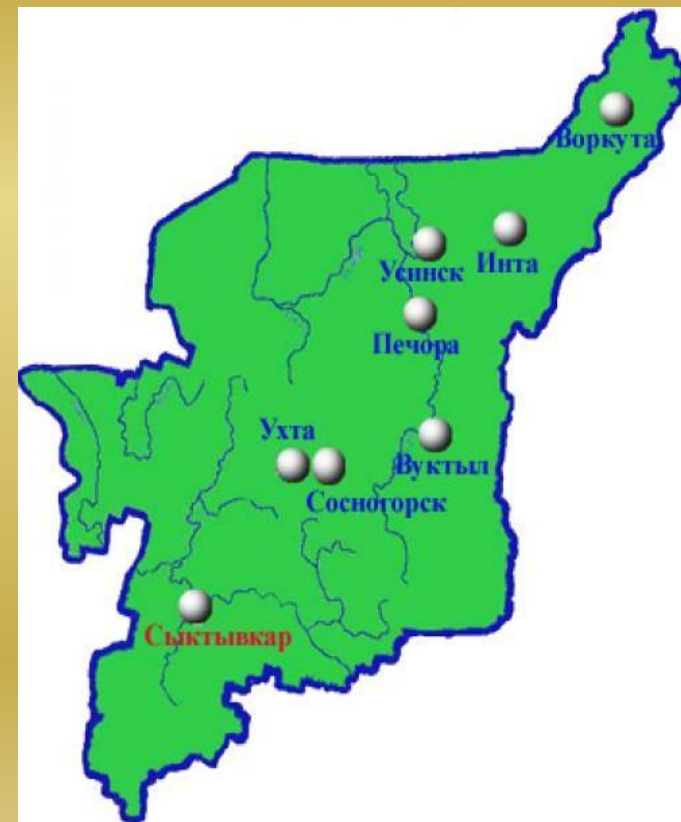 Воркута
Инта
Усинск
Печора
Ухта
Вуктыл
Сосногорск
Сыктывкар